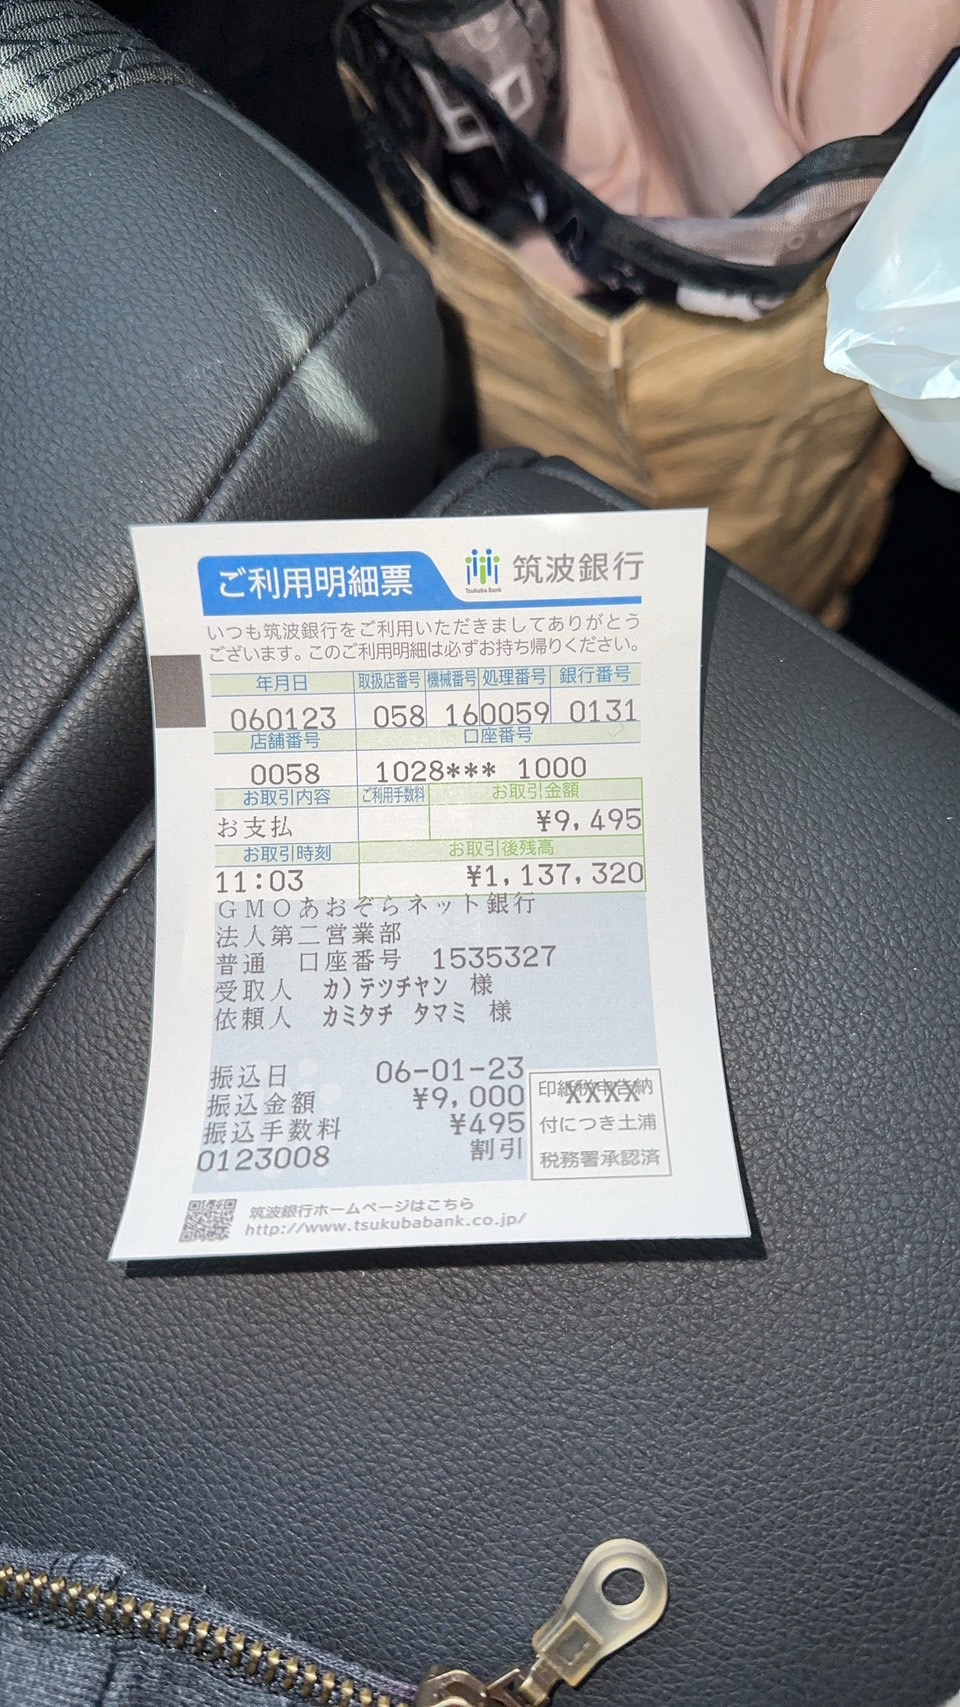 ご利用明細票
Tsukuba Bank
筑波銀行
いつも筑波銀行をご利用いただきましてありがとう
ございます。このご利用明細は必ずお持ち帰りください。
年月日 取扱店番号 機械番号 処理番号 銀行番号
060123 058 16 0059 0131
店舗番号 口座番号
0058 1028*** 1000
お取引内容 ご利用手数料 お取引金額
お支払 ¥9,495
お取引時刻 お取引後残高
11:03 ¥1,137,320
GMOあおぞらネット銀行
法人第二営業部
普通 口座番号 1535327
受取人 カ)テツチヤン 様
依頼人 カミタチ タマミ 様
振込日 06-01-23
振込金額 ¥9,000
振込手数料 ¥495
0123008 割引
印紙税申告納
XXXX
付につき土浦
税務署承認済
筑波銀行ホームページはこちら
http://www.tsukubabank.co.jp/